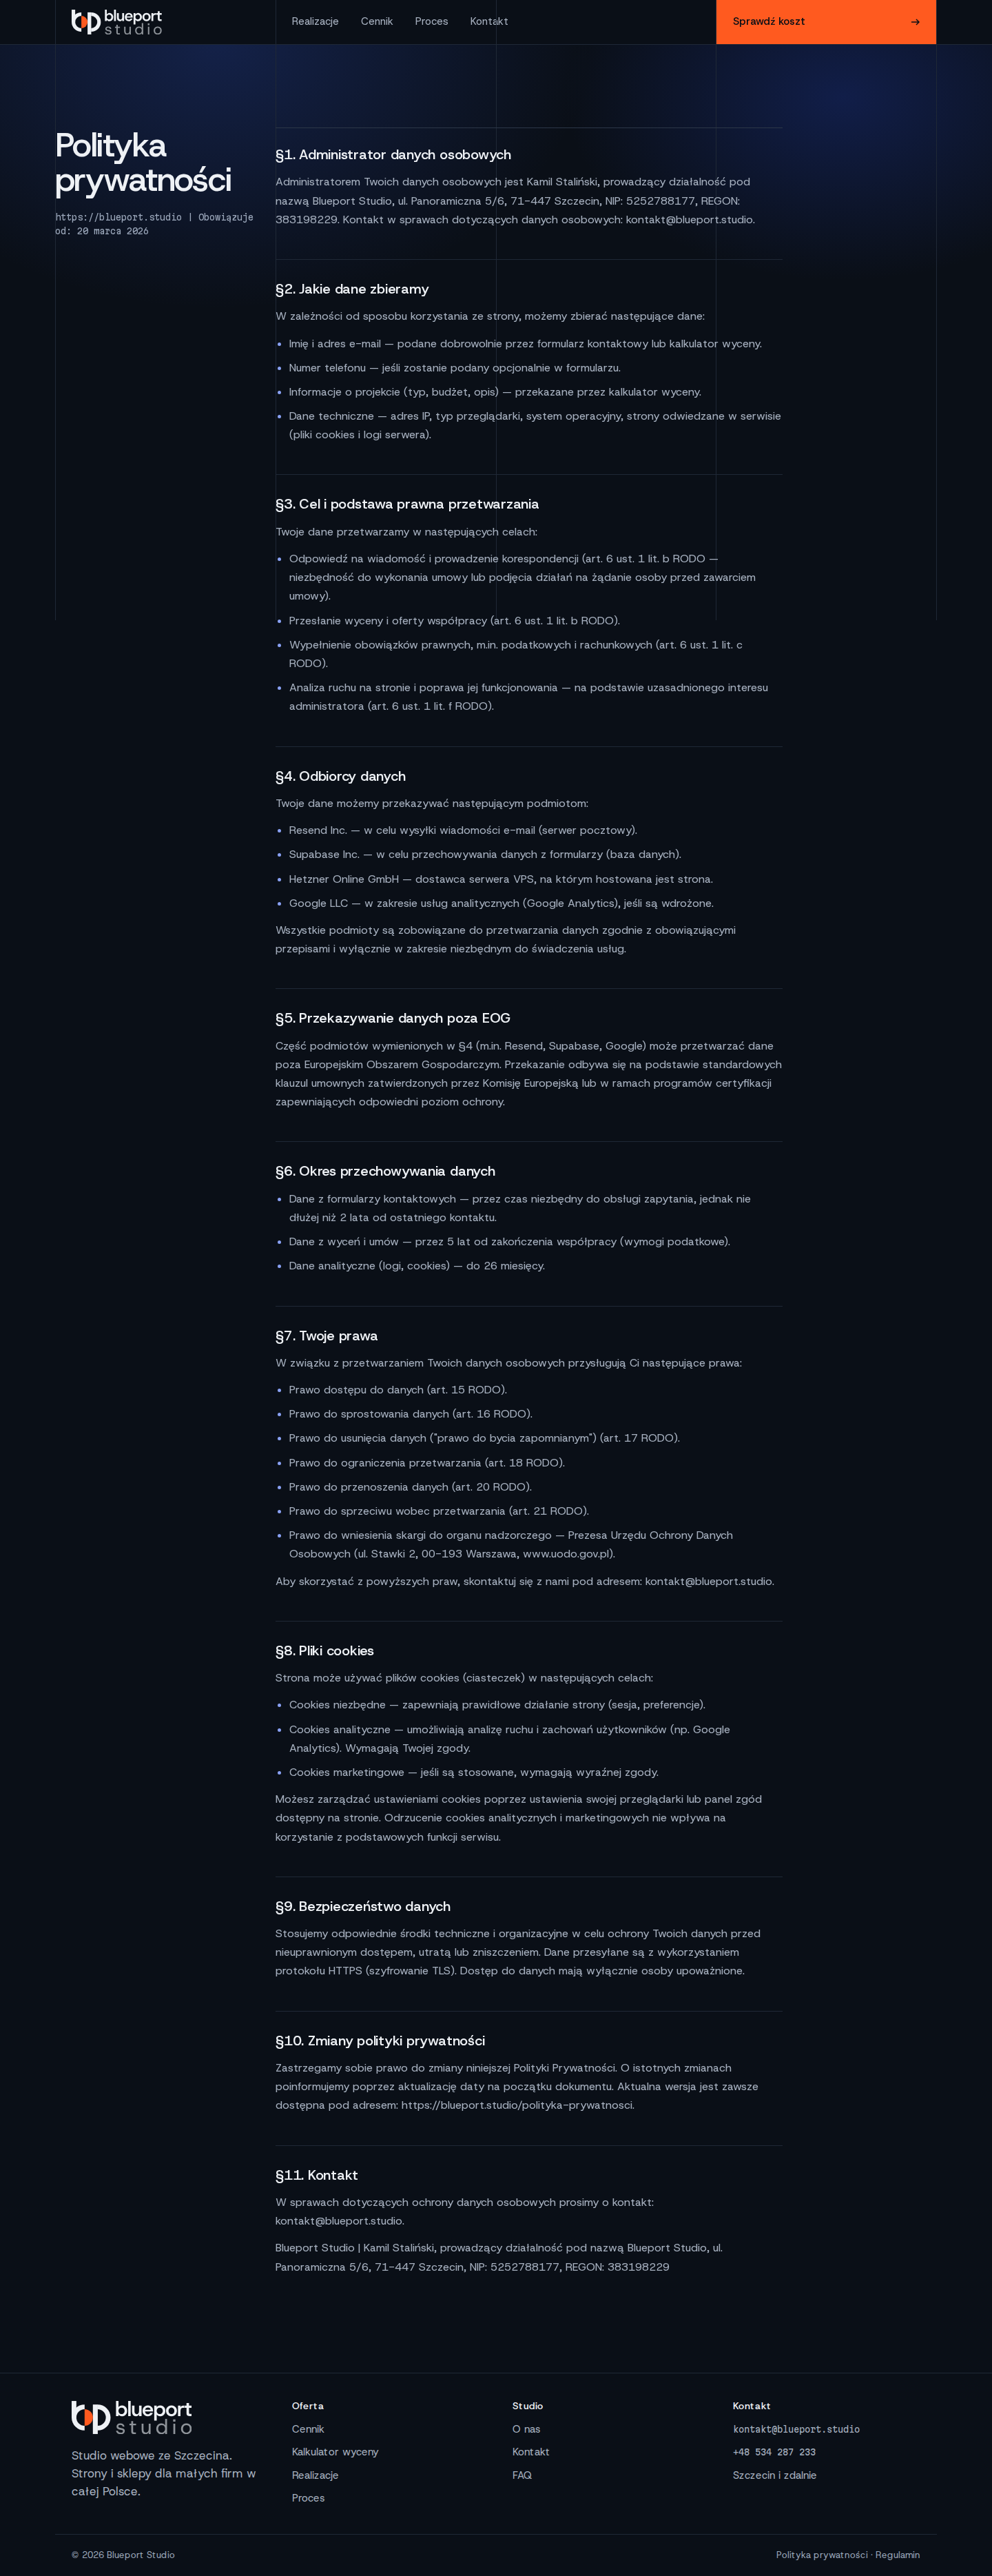 blueport
studio
Realizacje
Cennik
Proces
Kontakt
Sprawdź koszt →
Polityka
prywatności
https://blueport.studio | Obowiązuje
od: 20 marca 2026
§1. Administrator danych osobowych
Administratorem Twoich danych osobowych jest Kamil Staliński, prowadzący działalność pod
nazwą Blueport Studio, ul. Panoramiczna 5/6, 71-447 Szczecin, NIP: 5252788177, REGON:
383198229. Kontakt w sprawach dotyczących danych osobowych: kontakt@blueport.studio.
§2. Jakie dane zbieramy
W zależności od sposobu korzystania ze strony, możemy zbierać następujące dane:
• Imię i adres e-mail — podane dobrowolnie przez formularz kontaktowy lub kalkulator wyceny.
• Numer telefonu — jeśli zostanie podany opcjonalnie w formularzu.
• Informacje o projekcie (typ, budżet, opis) — przekazane przez kalkulator wyceny.
• Dane techniczne — adres IP, typ przeglądarki, system operacyjny, strony odwiedzane w serwisie
(pliki cookies i logi serwera).
§3. Cel i podstawa prawna przetwarzania
Twoje dane przetwarzamy w następujących celach:
• Odpowiedź na wiadomość i prowadzenie korespondencji (art. 6 ust. 1 lit. b RODO —
niezbędność do wykonania umowy lub podjęcia działań na żądanie osoby przed zawarciem
umowy).
• Przesłanie wyceny i oferty współpracy (art. 6 ust. 1 lit. b RODO).
• Wypełnienie obowiązków prawnych, m.in. podatkowych i rachunkowych (art. 6 ust. 1 lit. c
RODO).
• Analiza ruchu na stronie i poprawa jej funkcjonowania — na podstawie uzasadnionego interesu
administratora (art. 6 ust. 1 lit. f RODO).
§4. Odbiorcy danych
Twoje dane możemy przekazywać następującym podmiotom:
• Resend Inc. — w celu wysyłki wiadomości e-mail (serwer pocztowy).
• Supabase Inc. — w celu przechowywania danych z formularzy (baza danych).
• Hetzner Online GmbH — dostawca serwera VPS, na którym hostowana jest strona.
• Google LLC — w zakresie usług analitycznych (Google Analytics), jeśli są wdrożone.
Wszystkie podmioty są zobowiązane do przetwarzania danych zgodnie z obowiązującymi
przepisami i wyłącznie w zakresie niezbędnym do świadczenia usług.
§5. Przekazywanie danych poza EOG
Część podmiotów wymienionych w §4 (m.in. Resend, Supabase, Google) może przetwarzać dane
poza Europejskim Obszarem Gospodarczym. Przekazanie odbywa się na podstawie standardowych
klauzul umownych zatwierdzonych przez Komisję Europejską lub w ramach programów certyfikacji
zapewniających odpowiedni poziom ochrony.
§6. Okres przechowywania danych
• Dane z formularzy kontaktowych — przez czas niezbędny do obsługi zapytania, jednak nie
dłużej niż 2 lata od ostatniego kontaktu.
• Dane z wyceń i umów — przez 5 lat od zakończenia współpracy (wymogi podatkowe).
• Dane analityczne (logi, cookies) — do 26 miesięcy.
§7. Twoje prawa
W związku z przetwarzaniem Twoich danych osobowych przysługują Ci następujące prawa:
• Prawo dostępu do danych (art. 15 RODO).
• Prawo do sprostowania danych (art. 16 RODO).
• Prawo do usunięcia danych ("prawo do bycia zapomnianym") (art. 17 RODO).
• Prawo do ograniczenia przetwarzania (art. 18 RODO).
• Prawo do przenoszenia danych (art. 20 RODO).
• Prawo do sprzeciwu wobec przetwarzania (art. 21 RODO).
• Prawo do wniesienia skargi do organu nadzorczego — Prezesa Urzędu Ochrony Danych
Osobowych (ul. Stawki 2, 00-193 Warszawa, www.uodo.gov.pl).
Aby skorzystać z powyższych praw, skontaktuj się z nami pod adresem: kontakt@blueport.studio.
§8. Pliki cookies
Strona może używać plików cookies (ciasteczek) w następujących celach:
• Cookies niezbędne — zapewniają prawidłowe działanie strony (sesja, preferencje).
• Cookies analityczne — umożliwiają analizę ruchu i zachowań użytkowników (np. Google
Analytics). Wymagają Twojej zgody.
• Cookies marketingowe — jeśli są stosowane, wymagają wyraźnej zgody.
Możesz zarządzać ustawieniami cookies poprzez ustawienia swojej przeglądarki lub panel zgód
dostępny na stronie. Odrzucenie cookies analitycznych i marketingowych nie wpływa na
korzystanie z podstawowych funkcji serwisu.
§9. Bezpieczeństwo danych
Stosujemy odpowiednie środki techniczne i organizacyjne w celu ochrony Twoich danych przed
nieuprawnionym dostępem, utratą lub zniszczeniem. Dane przesyłane są z wykorzystaniem
protokołu HTTPS (szyfrowanie TLS). Dostęp do danych mają wyłącznie osoby upoważnione.
§10. Zmiany polityki prywatności
Zastrzegamy sobie prawo do zmiany niniejszej Polityki Prywatności. O istotnych zmianach
poinformujemy poprzez aktualizację daty na początku dokumentu. Aktualna wersja jest zawsze
dostępna pod adresem: https://blueport.studio/polityka-prywatnosci.
§11. Kontakt
W sprawach dotyczących ochrony danych osobowych prosimy o kontakt:
kontakt@blueport.studio.
Blueport Studio | Kamil Staliński, prowadzący działalność pod nazwą Blueport Studio, ul.
Panoramiczna 5/6, 71-447 Szczecin, NIP: 5252788177, REGON: 383198229
blueport
studio
Studio webowe ze Szczecina.
Strony i sklepy dla małych firm w
całej Polsce.
Oferta
Cennik
Kalkulator wyceny
Realizacje
Proces
Studio
O nas
Kontakt
FAQ
Kontakt
kontakt@blueport.studio
+48 534 287 233
Szczecin i zdalnie
© 2026 Blueport Studio
Polityka prywatności · Regulamin